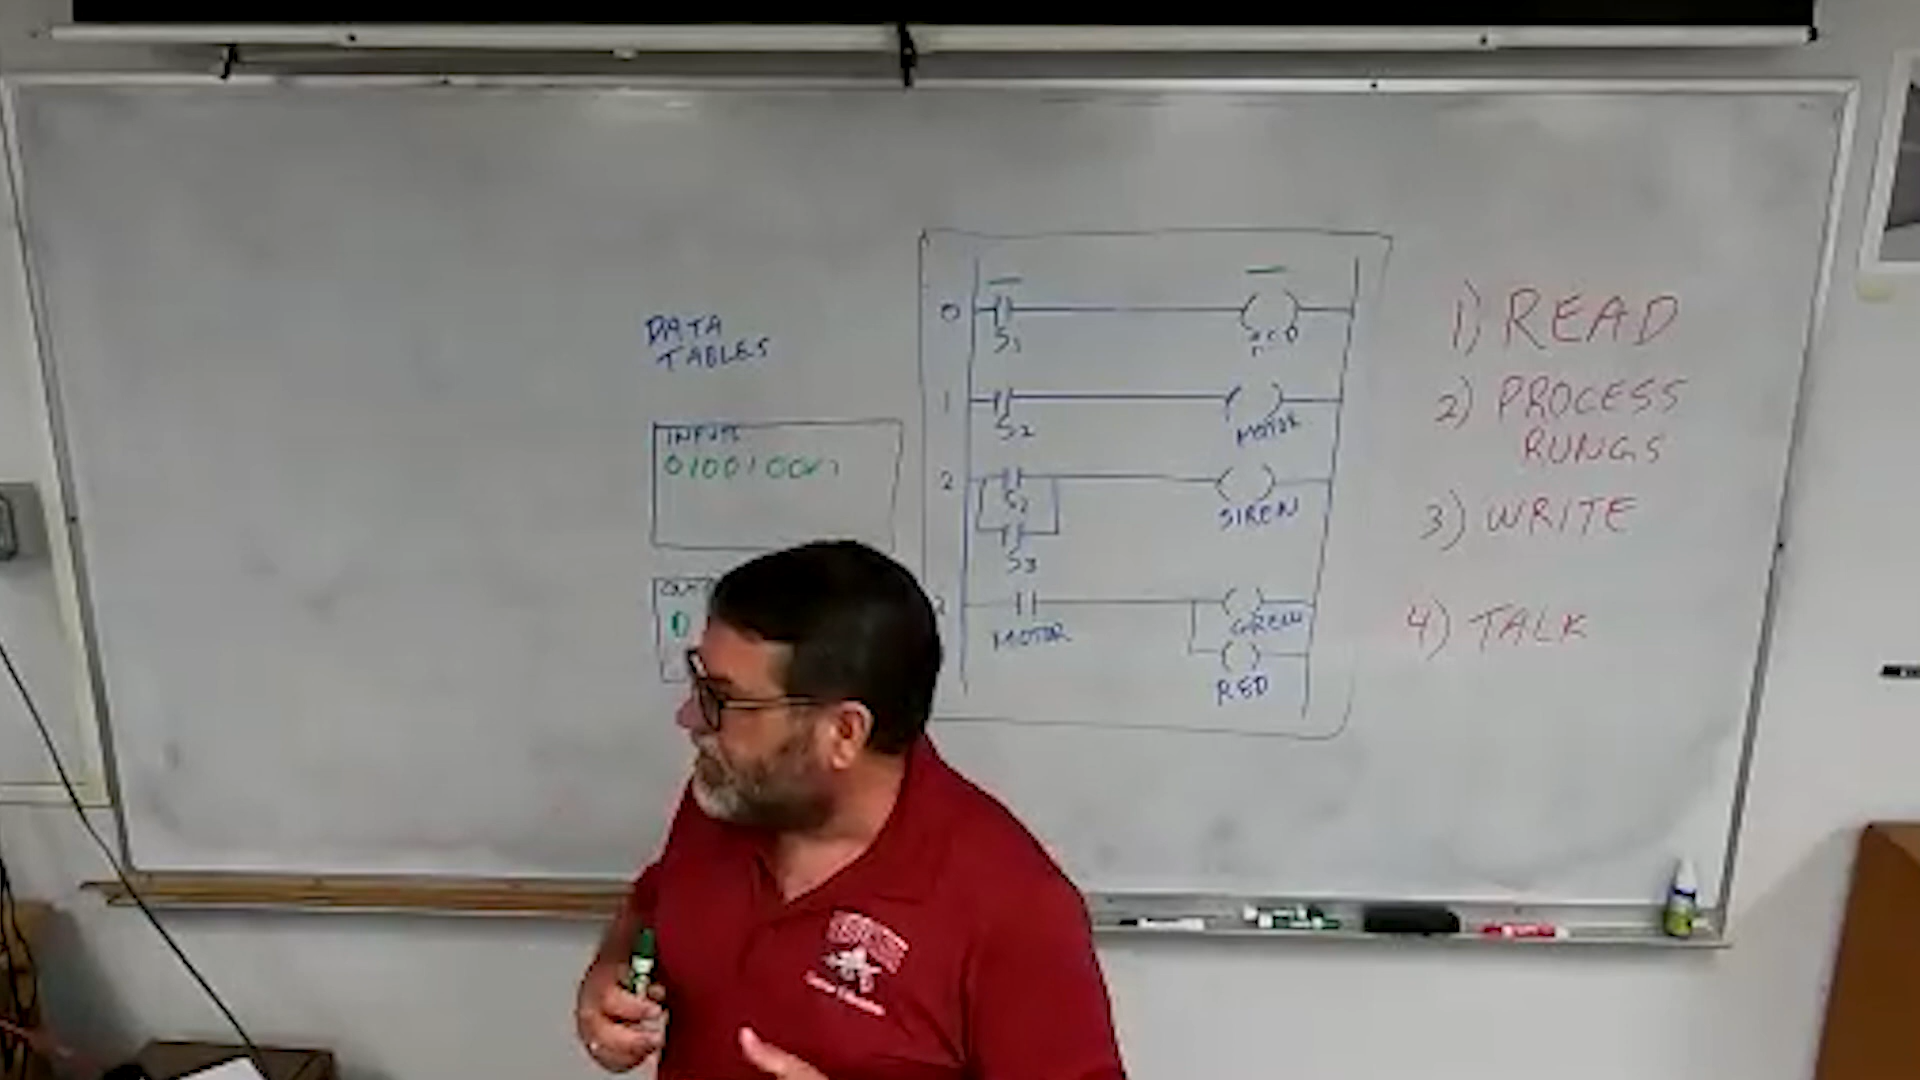 DATA
TABLES
INPUTS
0
S1
1
S2
MOTOR
2
S2
SIREN
S3
MOTOR
GREEN
RED
1) READ
2) PROCESS
RUNGS
3) WRITE
4) TALK